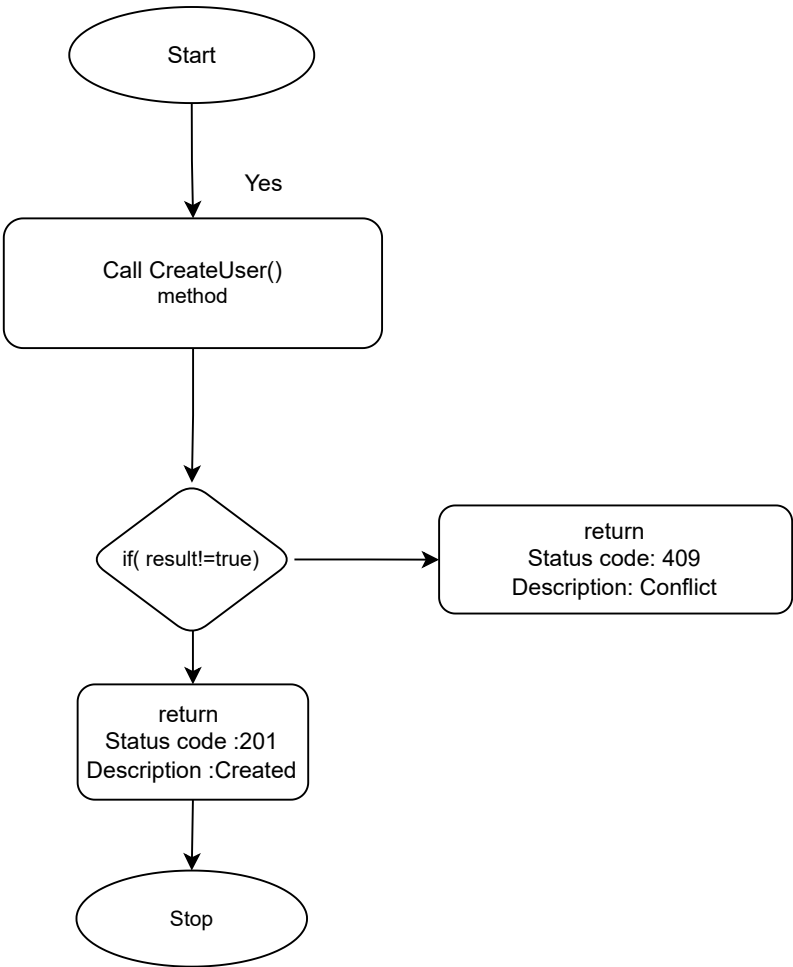 Start
Yes
Call CreateUser()
method
if( result!=true)
return
Status code: 409
Description: Conflict
return
Status code :201
Description :Created
Stop